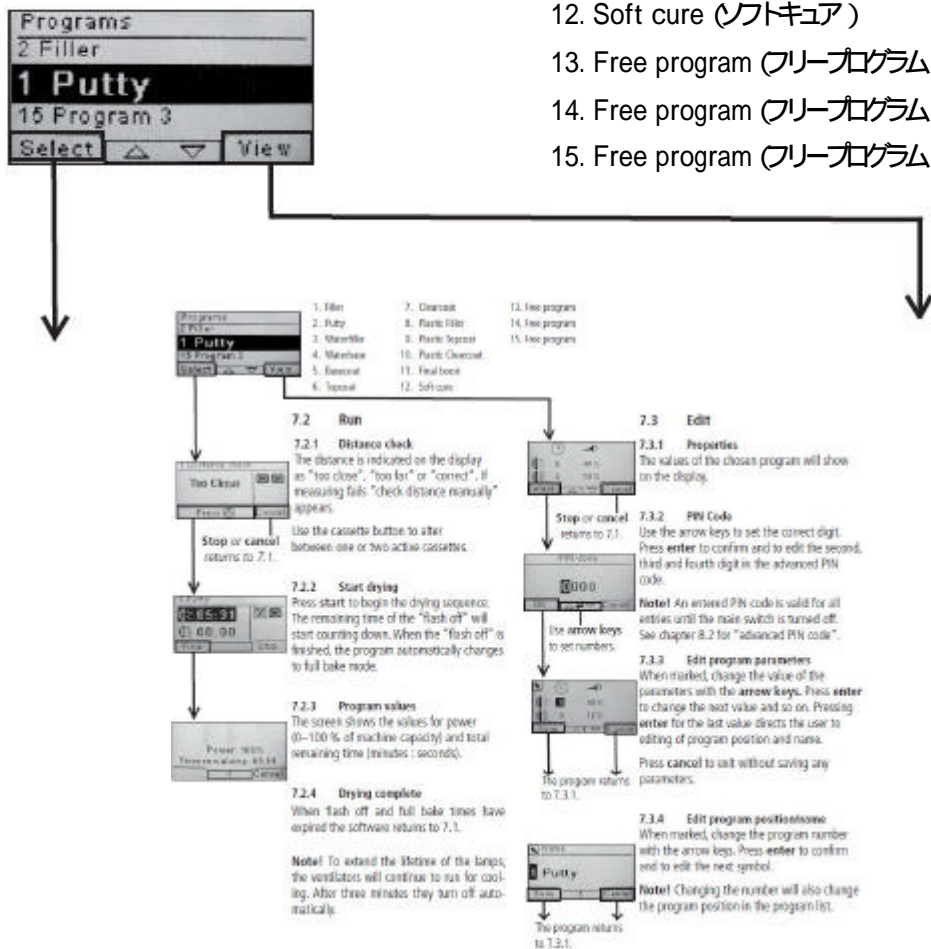 Programs
2 Filler
1 Putty
15 Program 3
Select View
12. Soft cure (ソフトキュア)
13. Free program (フリープログラム
14. Free program (フリープログラム
15. Free program (フリープログラム
Programs
2 Filler
1 Putty
15 Program 3
Select View
1. Filler
2. Putty
3. Waterfiller
4. Waterbase
5. Basecoat
6. Topcoat
7. Clearcoat
8. Plastic Filler
9. Plastic Topcoat
10. Plastic Clearcoat
11. Final boost
12. Soft cure
13. Free program
14. Free program
15. Free program
7.2 Run
7.2.1 Distance check
The distance is indicated on the display
as "too close", "too far" or "correct". If
measuring fails "check distance manually"
appears.
Use the cassette button to alter
between one or two active cassettes.
Too Close
Press
Stop or cancel
returns to 7.1.
7.2.2 Start drying
Press start to begin the drying sequence.
The remaining time of the "flash off" will
start counting down. When the "flash off" is
finished, the program automatically changes
to full bake mode.
00.00
Stop
7.2.3 Program values
The screen shows the values for power
(0–100 % of machine capacity) and total
remaining time (minutes : seconds).
Power 100%
Cancel
7.2.4 Drying complete
When flash off and full bake times have
expired the software returns to 7.1.
Note! To extend the lifetime of the lamps,
the ventilators will continue to run for cool-
ing. After three minutes they turn off auto-
matically.
7.3 Edit
7.3.1 Properties
The values of the chosen program will show
on the display.
Stop or cancel
returns to 7.1.
7.3.2 PIN Code
Use the arrow keys to set the correct digit.
Press enter to confirm and to edit the second,
third and fourth digit in the advanced PIN
code.
Note! An entered PIN code is valid for all
entries until the main switch is turned off.
See chapter 8.2 for "advanced PIN code".
PIN-code
0000
Use arrow keys
to set numbers.
7.3.3 Edit program parameters
When marked, change the value of the
parameters with the arrow keys. Press enter
to change the next value and so on. Pressing
enter for the last value directs the user to
editing of program position and name.
Press cancel to exit without saving any
parameters.
The program returns
to 7.3.1.
7.3.4 Edit program position/name
When marked, change the program number
with the arrow keys. Press enter to confirm
and to edit the next symbol.
Note! Changing the number will also change
the program position in the program list.
Name
Putty
The program returns
to 7.3.1.